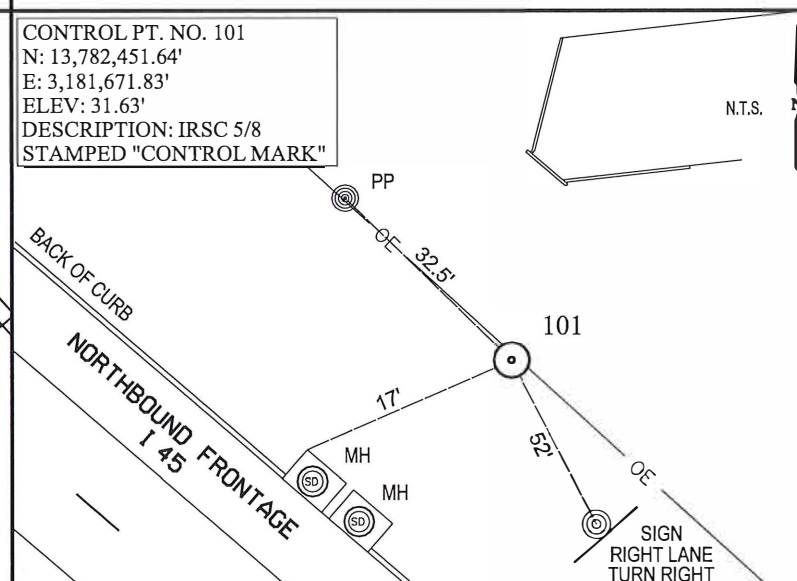 CONTROL PT. NO. 101
N: 13,782,451.64'
E: 3,181,671.83'
ELEV: 31.63'
DESCRIPTION: IRSC 5/8
STAMPED "CONTROL MARK"
N.T.S.
PP
OE
32.5'
BACK OF CURB
101
NORTHBOUND FRONTAGE
I 45
17'
52'
MH
SD
MH
SD
OE
SIGN
RIGHT LANE
TURN RIGHT